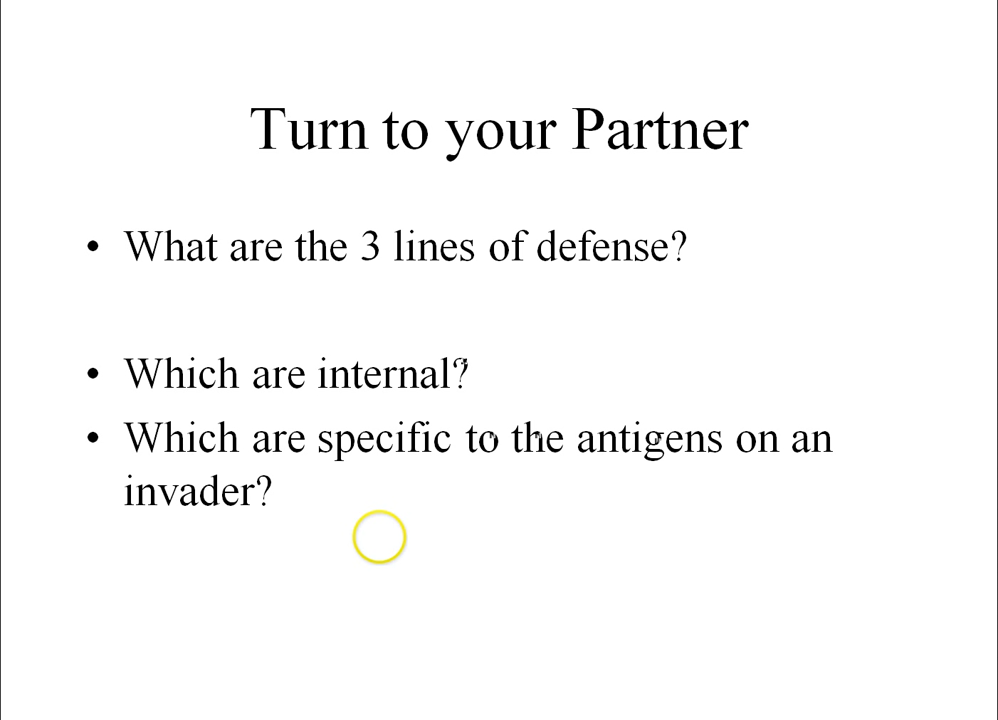 Turn to your Partner
• What are the 3 lines of defense?
• Which are internal?
• Which are specific to the antigens on an
invader?